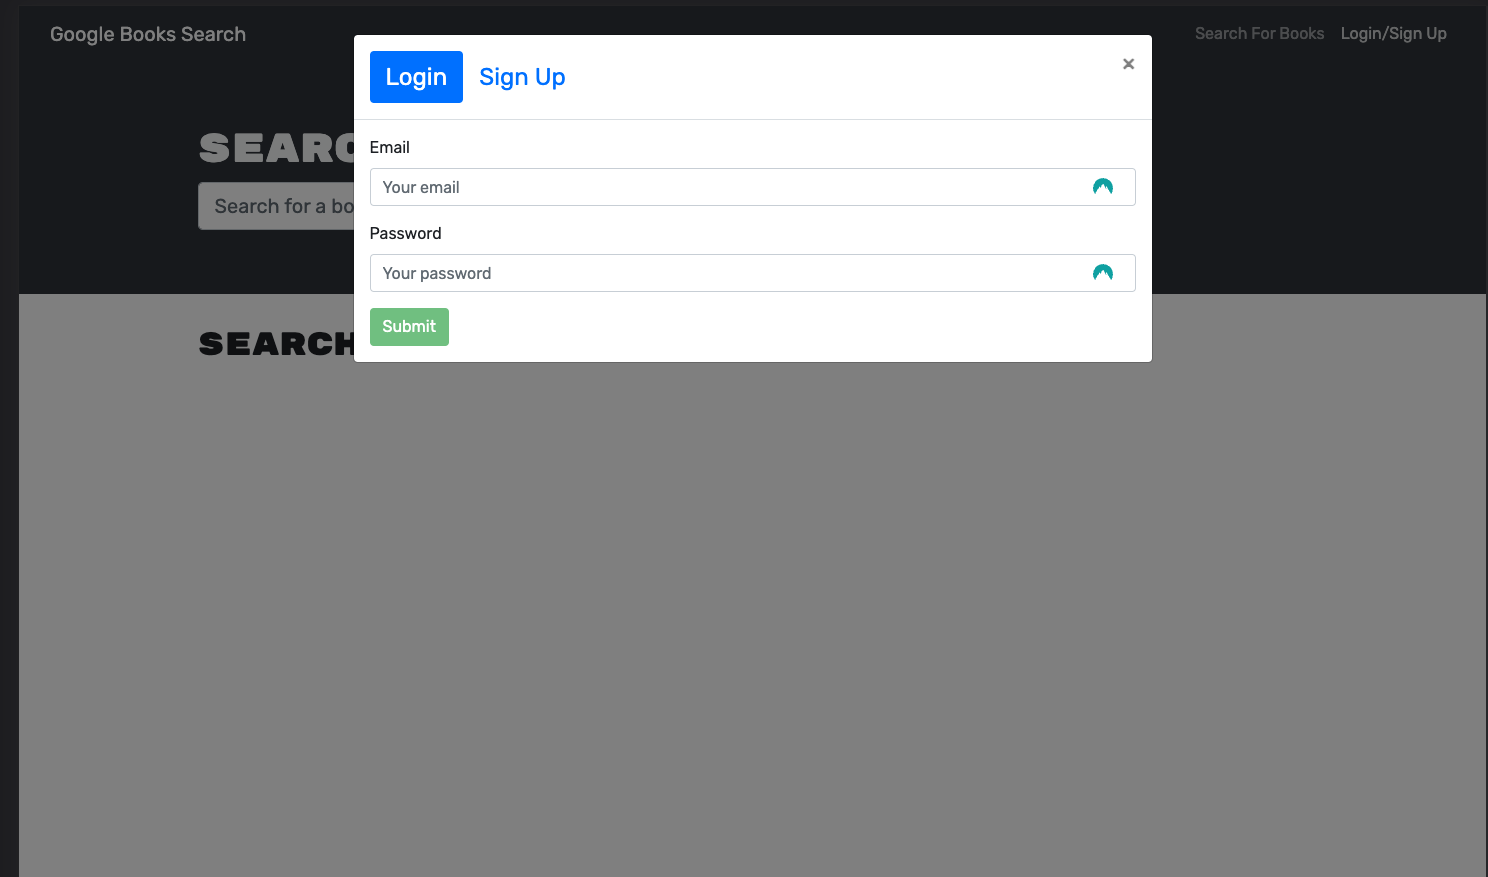 Google Books Search
Search For Books
Login/Sign Up
Login
Sign Up
×
SEARC
Search for a bo
Email
Your email
Password
Your password
Submit
SEARCH